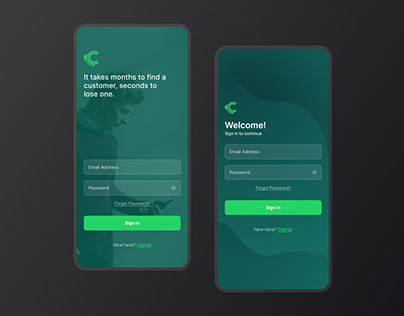 It takes months to find a
customer, seconds to
lose one.
Email Address
Password
Forgot Password?
Sign In
New here? Signup
Welcome!
Sign in to continue
Email Address
Password
Forgot Password?
Sign In
New here? Signup